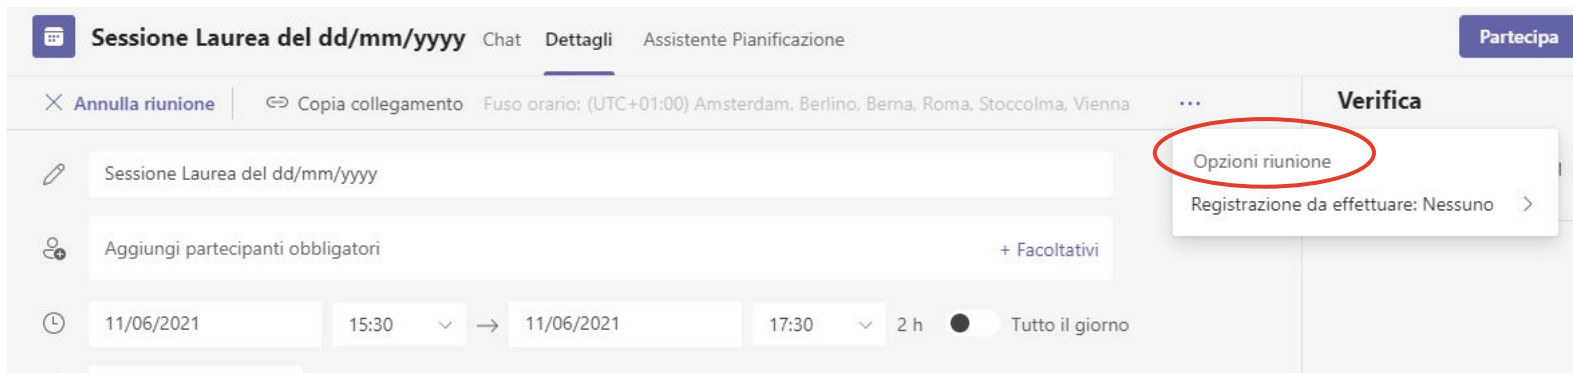 Sessione Laurea del dd/mm/yyyy Chat Dettagli Assistente Pianificazione Partecipa
Annulla riunione Copia collegamento Fuso orario: (UTC+01:00) Amsterdam, Berlino, Berna, Roma, Stoccolma, Vienna ... Verifica
Sessione Laurea del dd/mm/yyyy Opzioni riunione
Registrazione da effettuare: Nessuno
Aggiungi partecipanti obbligatori + Facoltativi
11/06/2021 15:30 → 11/06/2021 17:30 2 h Tutto il giorno